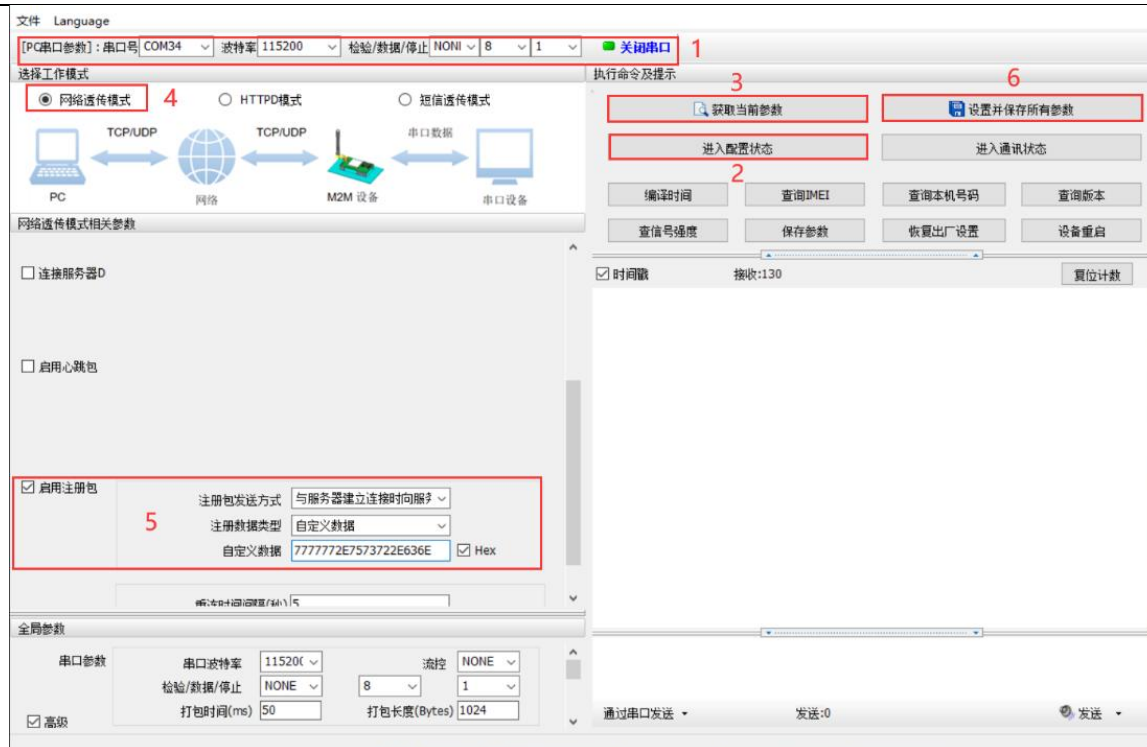 文件 Language
[PC串口参数]：串口号 COM34 波特率 115200 检验/数据/停止 NONI 8 1 关闭串口 1
选择工作模式
网络透传模式 4 HTTPD模式 短信透传模式
TCP/UDP TCP/UDP 串口数据
PC 网络 M2M 设备 串口设备
网络透传模式相关参数
连接服务器D
启用心跳包
启用注册包
注册包发送方式 与服务器建立连接时向服务
5 注册数据类型 自定义数据
自定义数据 7777772E7573722E636E Hex
重连时间间隔(秒) 5
全局参数
串口参数 串口波特率 11520( 流控 NONE
检验/数据/停止 NONE 8 1
打包时间(ms) 50 打包长度(Bytes) 1024
高级
执行命令及提示
3 6
获取当前参数 设置并保存所有参数
进入配置状态 进入通讯状态
2
编译时间 查询IMEI 查询本机号码 查询版本
查信号强度 保存参数 恢复出厂设置 设备重启
时间戳 接收:130 复位计数
通过串口发送 发送:0 发送